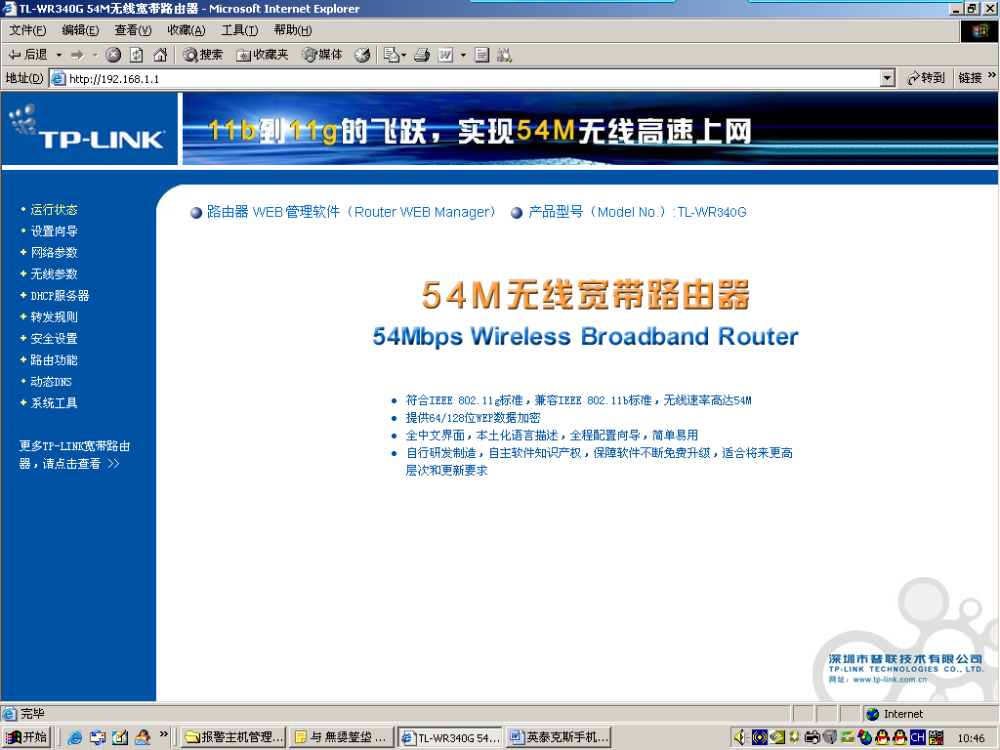 TL-WR340G 54M无线宽带路由器 - Microsoft Internet Explorer
文件(F) 编辑(E) 查看(V) 收藏(A) 工具(T) 帮助(H)
后退 搜索 收藏夹 媒体
地址(D) http://192.168.1.1 转到 链接 »
TP-LINK
11b到11g的飞跃，实现54M无线高速上网
运行状态
设置向导
网络参数
无线参数
DHCP服务器
转发规则
安全设置
路由功能
动态DNS
系统工具
更多TP-LINK宽带路由
器，请点击查看 >>
路由器 WEB管理软件（Router WEB Manager） 产品型号（Model No.）:TL-WR340G
54M无线宽带路由器
54Mbps Wireless Broadband Router
符合IEEE 802.11g标准，兼容IEEE 802.11b标准，无线速率高达54M
提供64/128位WEP数据加密
全中文界面，本土化语言描述，全程配置向导，简单易用
自行研发制造，自主软件知识产权，保障软件不断免费升级，适合将来更高
层次和更新要求
深圳市普联技术有限公司
TP-LINK TECHNOLOGIES CO., LTD.
网址：www.tp-link.com.cn
完毕 Internet
开始 » 报警主机管理... TL-WR340G 54... 英泰克斯手机... CH 10:46